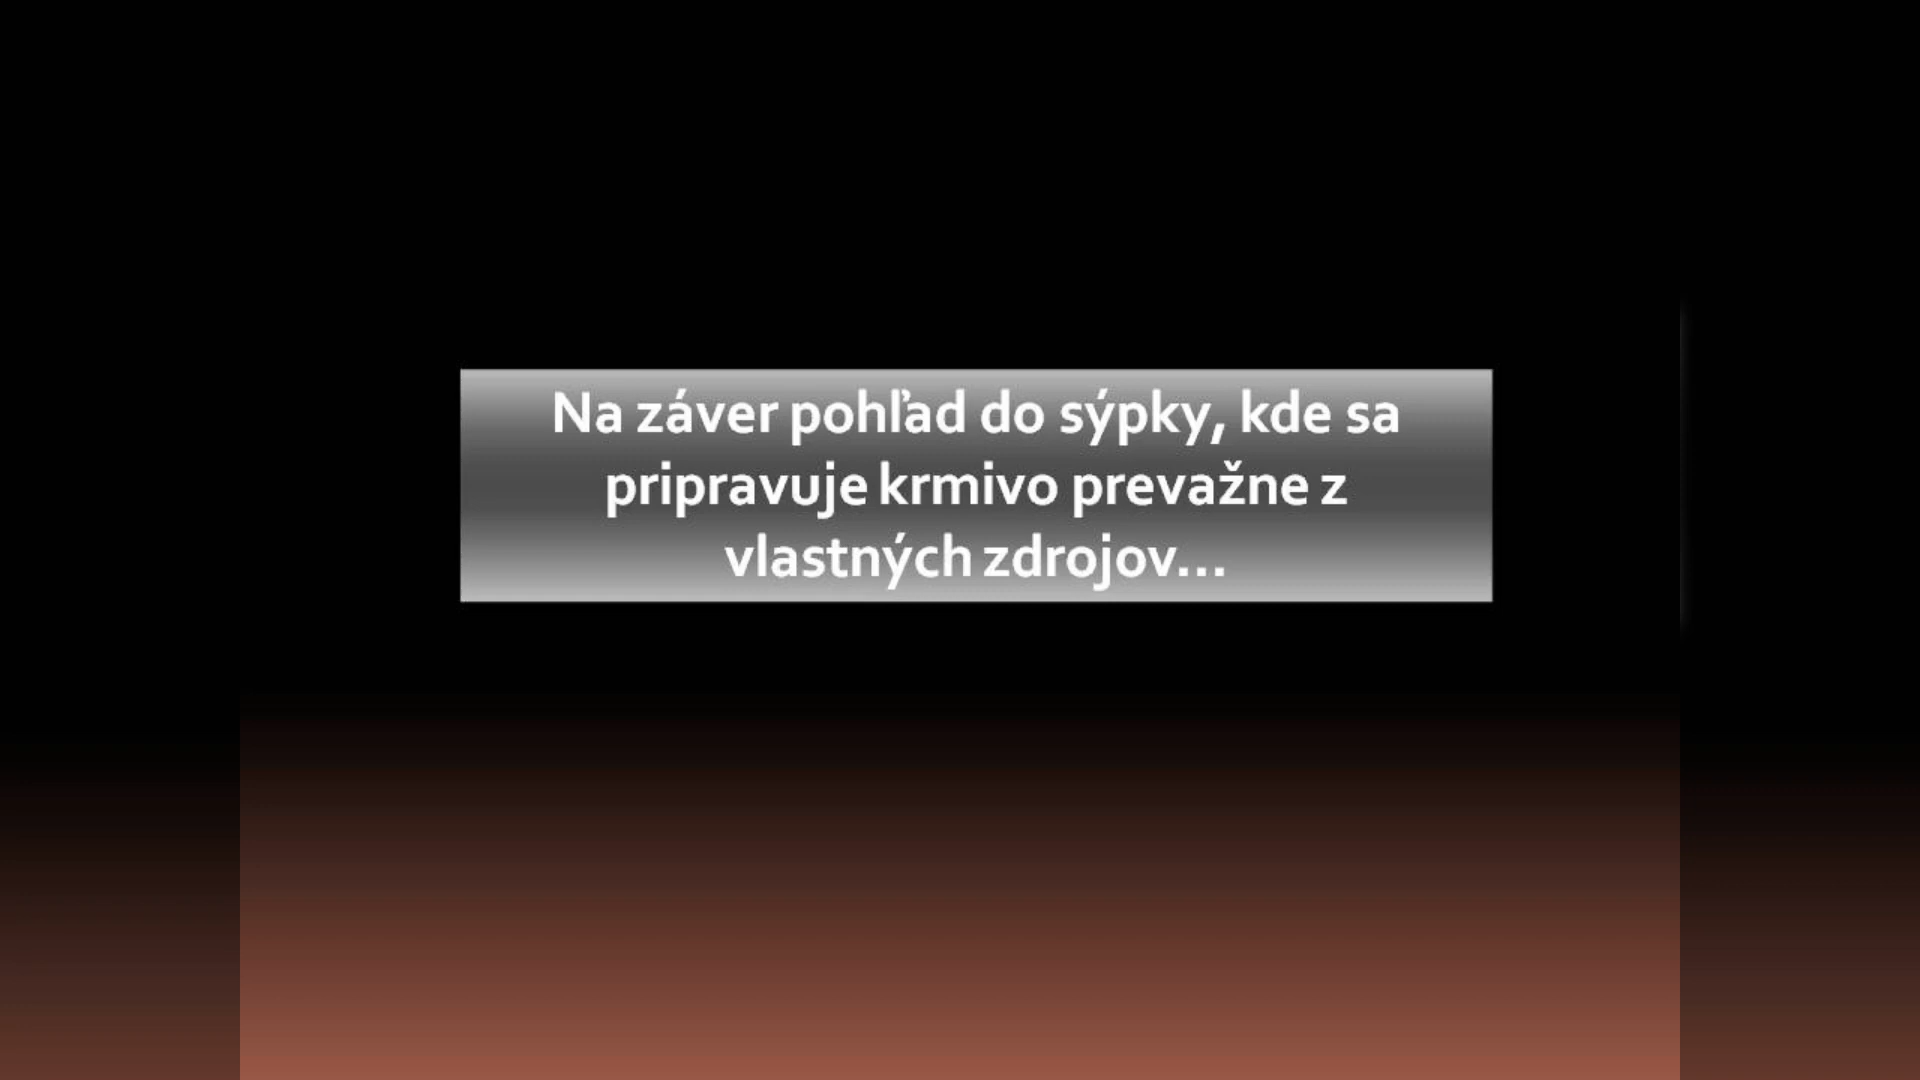 Na záver pohľad do sýpky, kde sa
pripravuje krmivo prevažne z
vlastných zdrojov...